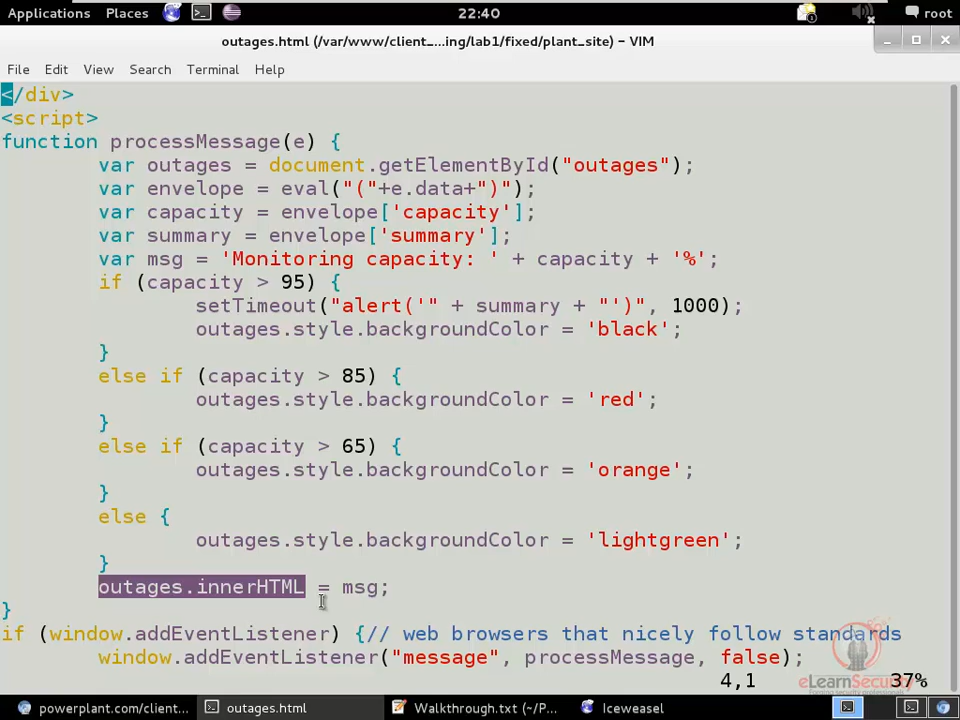 Applications Places 22:40 root
outages.html (/var/www/client_...ing/lab1/fixed/plant_site) - VIM
File Edit View Search Terminal Help
</div>
<script>
function processMessage(e) {
var outages = document.getElementById("outages");
var envelope = eval("("+e.data+")");
var capacity = envelope['capacity'];
var summary = envelope['summary'];
var msg = 'Monitoring capacity: ' + capacity + '%';
if (capacity > 95) {
setTimeout("alert('" + summary + "')", 1000);
outages.style.backgroundColor = 'black';
}
else if (capacity > 85) {
outages.style.backgroundColor = 'red';
}
else if (capacity > 65) {
outages.style.backgroundColor = 'orange';
}
else {
outages.style.backgroundColor = 'lightgreen';
}
outages.innerHTML = msg;
}
if (window.addEventListener) {// web browsers that nicely follow standards
window.addEventListener("message", processMessage, false);
4,1 37%
eLearnSecurity
powerplant.com/client... outages.html Walkthrough.txt (~/P... Iceweasel